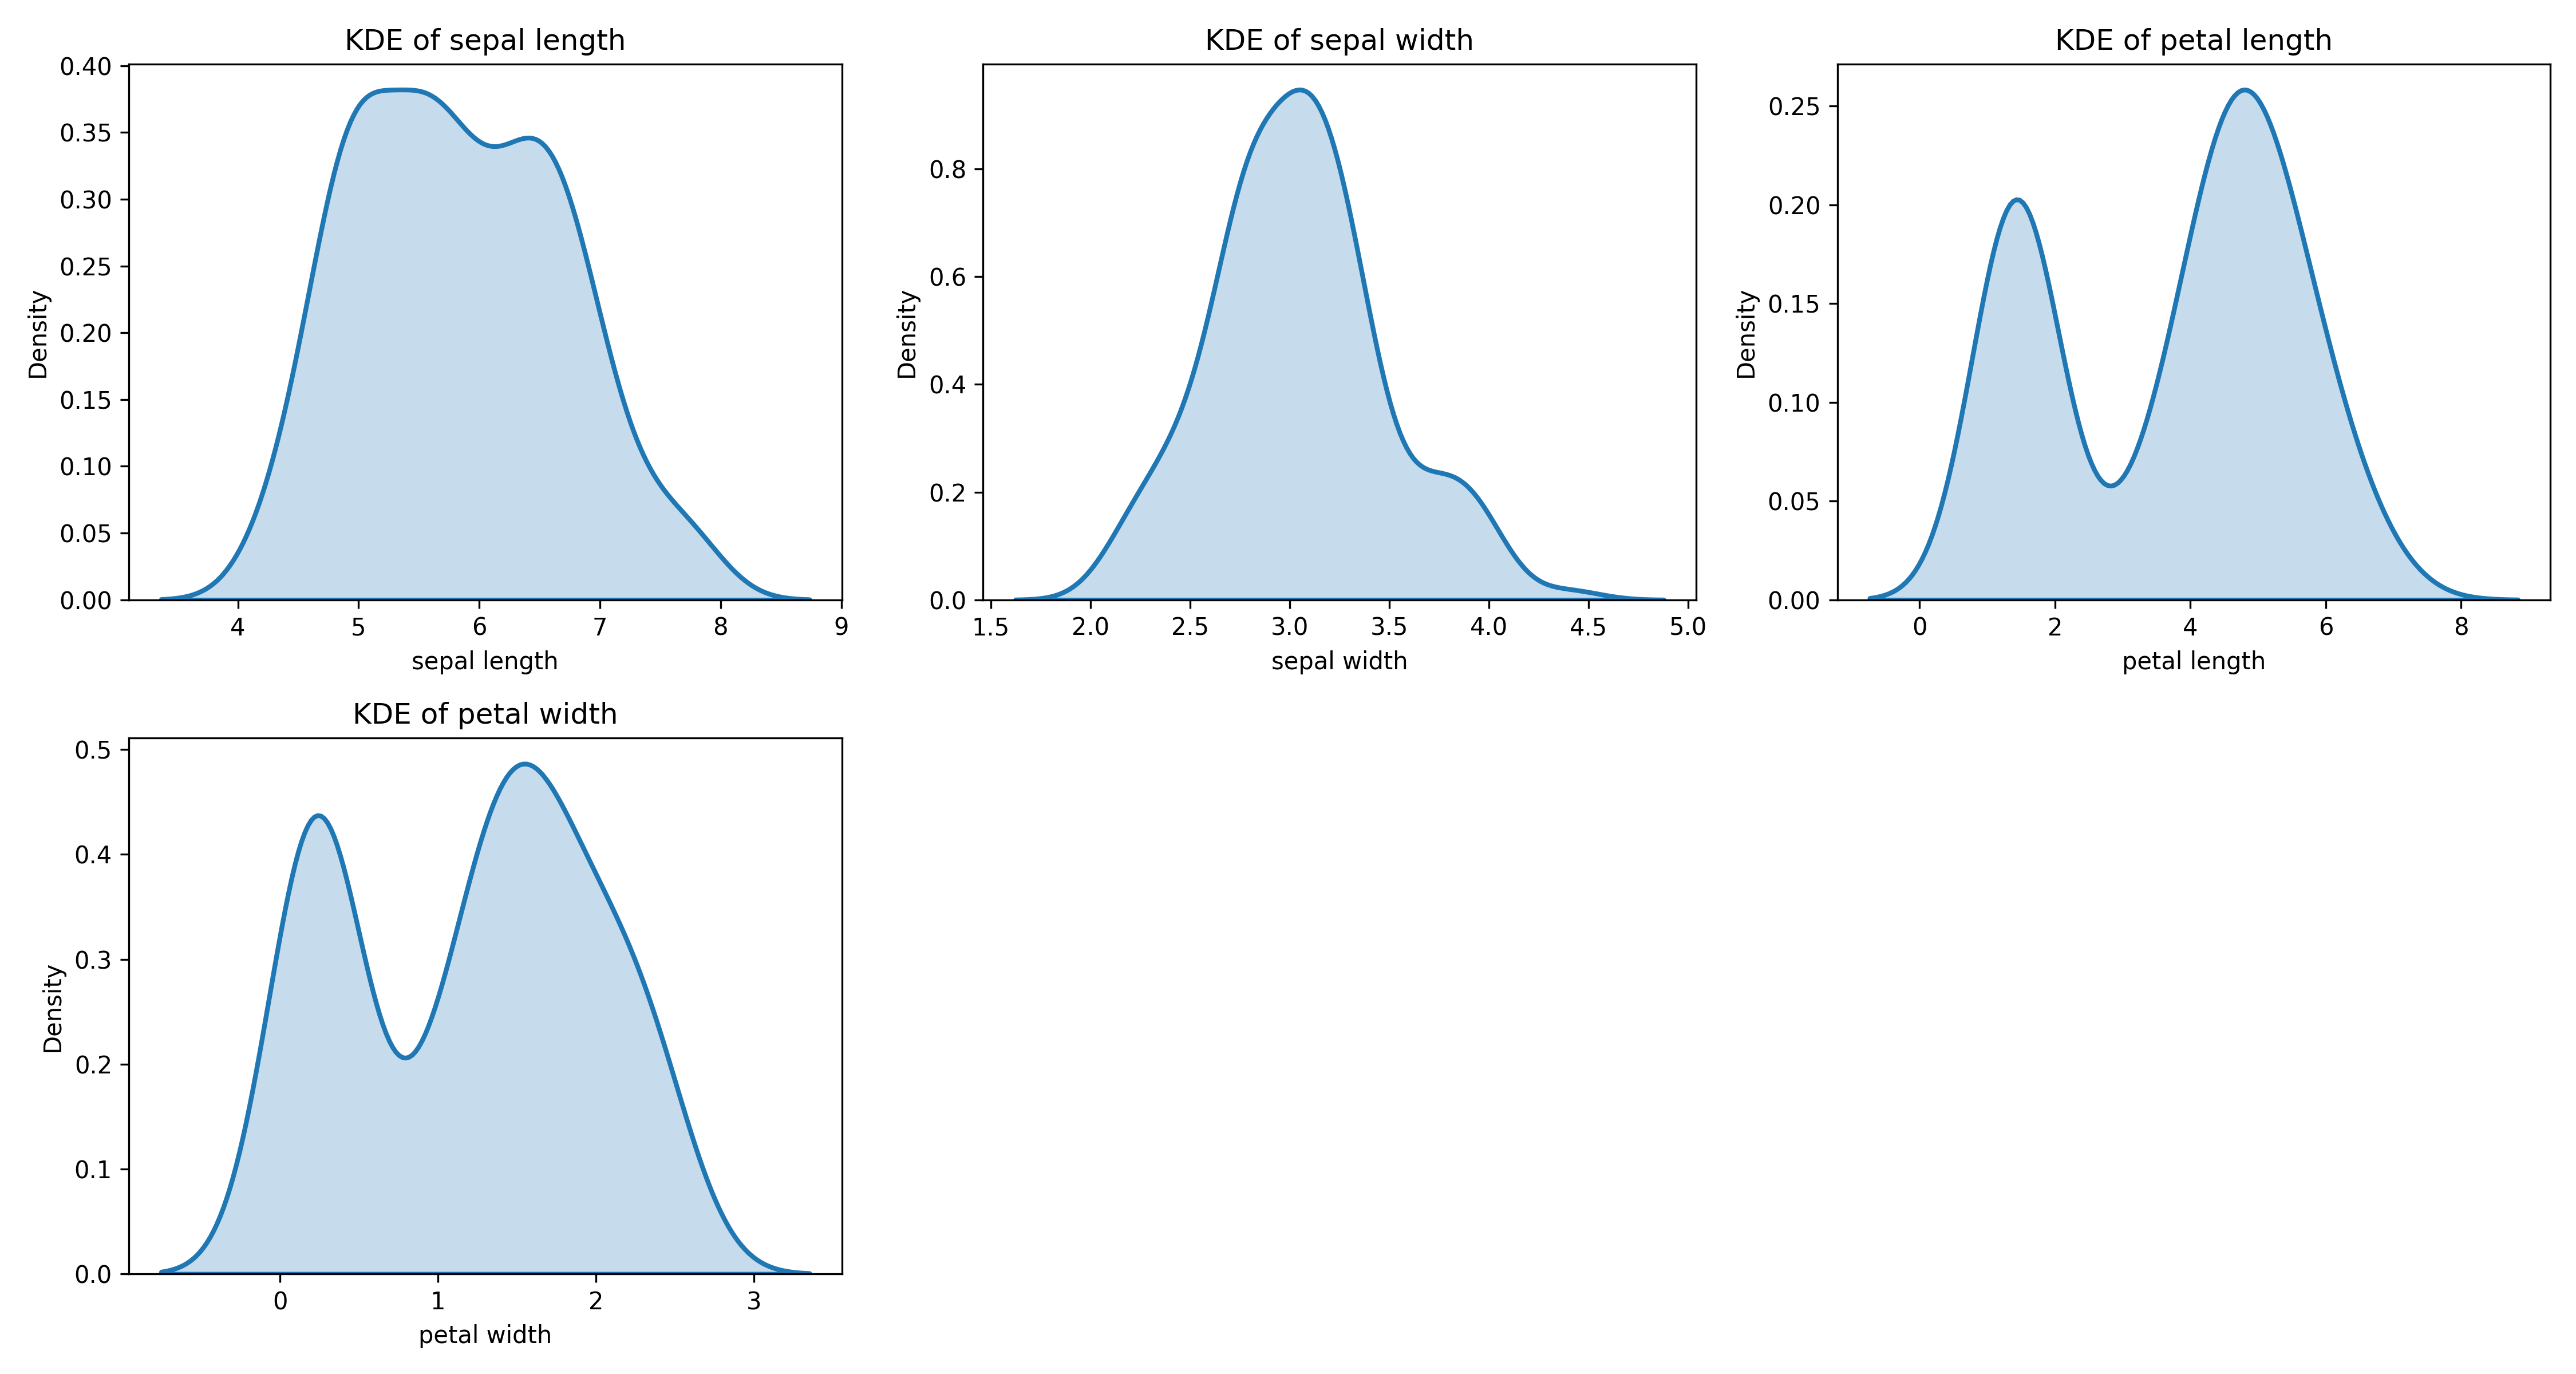 KDE of sepal length
0.40
0.35
0.30
0.25
0.20
0.15
0.10
0.05
0.00
Density
4 5 6 7 8 9
sepal length
KDE of sepal width
0.8
0.6
0.4
0.2
0.0
Density
1.5 2.0 2.5 3.0 3.5 4.0 4.5 5.0
sepal width
KDE of petal length
0.25
0.20
0.15
0.10
0.05
0.00
Density
0 2 4 6 8
petal length
KDE of petal width
0.5
0.4
0.3
0.2
0.1
0.0
Density
0 1 2 3
petal width